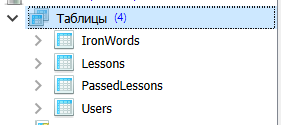 Таблицы (4)
IronWords
Lessons
PassedLessons
Users